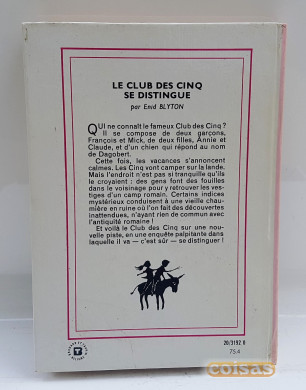 LE CLUB DES CINQ
SE DISTINGUE
par Enid BLYTON
QUI ne connaît le fameux Club des Cinq ?
Il se compose de deux garçons,
François et Mick, de deux filles, Annie et
Claude, et d'un chien qui répond au nom
de Dagobert.
Cette fois, les vacances s'annoncent
calmes. Les Cinq vont camper sur la lande.
Mais l'endroit n'est pas si tranquille qu'ils
le croyaient : des gens font des fouilles
dans le voisinage pour y retrouver les ves-
tiges d'un camp romain. Certains indices
mystérieux conduisent à une vieille chau-
mière en ruine où l'on fait des découvertes
inattendues, n'ayant rien de commun avec
l'antiquité romaine !
Et voilà le Club des Cinq sur une nou-
velle piste, en une enquête palpitante dans
laquelle il va — c'est sûr — se distinguer !
20/3192 8
75.4
coisas